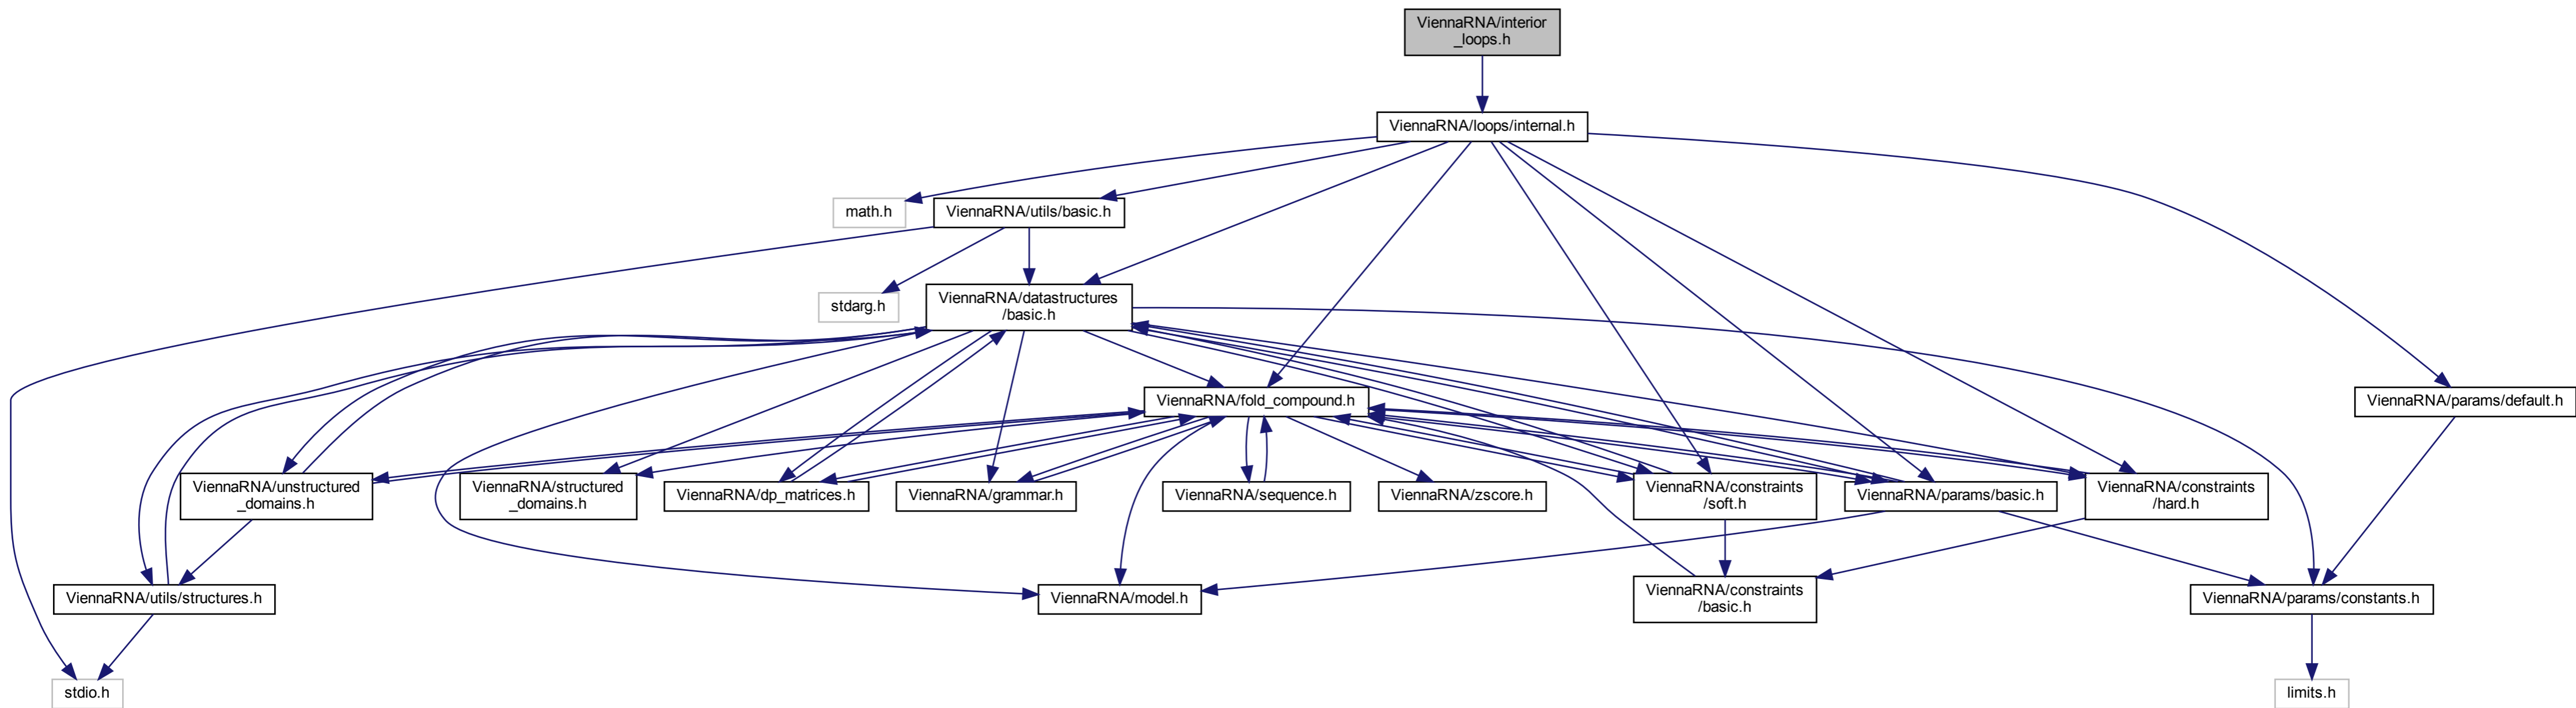 ViennaRNA/interior
_loops.h
ViennaRNA/loops/internal.h
math.h
ViennaRNA/utils/basic.h
stdarg.h
ViennaRNA/datastructures
/basic.h
ViennaRNA/fold_compound.h
ViennaRNA/params/default.h
ViennaRNA/unstructured
_domains.h
ViennaRNA/structured
_domains.h
ViennaRNA/dp_matrices.h
ViennaRNA/grammar.h
ViennaRNA/sequence.h
ViennaRNA/zscore.h
ViennaRNA/constraints
/soft.h
ViennaRNA/params/basic.h
ViennaRNA/constraints
/hard.h
ViennaRNA/utils/structures.h
ViennaRNA/model.h
ViennaRNA/constraints
/basic.h
ViennaRNA/params/constants.h
stdio.h
limits.h